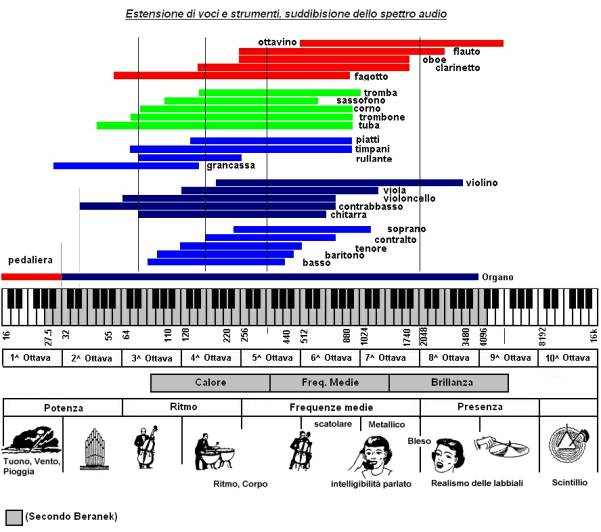 Estensione di voci e strumenti, suddibisione dello spettro audio
ottavino
flauto
oboe
clarinetto
fagotto
tromba
sassofono
corno
trombone
tuba
piatti
timpani
rullante
grancassa
violino
viola
violoncello
contrabbasso
chitarra
soprano
contralto
tenore
baritono
basso
pedaliera
Organo
16 27,5 32 55 64 110 128 220 256 440 512 880 1024 1740 2048 3480 4096 8192 16k
1^ Ottava 2^ Ottava 3^ Ottava 4^ Ottava 5^ Ottava 6^ Ottava 7^ Ottava 8^ Ottava 9^ Ottava 10^ Ottava
Calore Freq. Medie Brillanza
Potenza Ritmo Frequenze medie Presenza
scatolare Metallico
Bleso
Tuono, Vento,
Pioggia
Ritmo, Corpo intelligibilità parlato Realismo delle labbiali Scintillio
(Secondo Beranek)